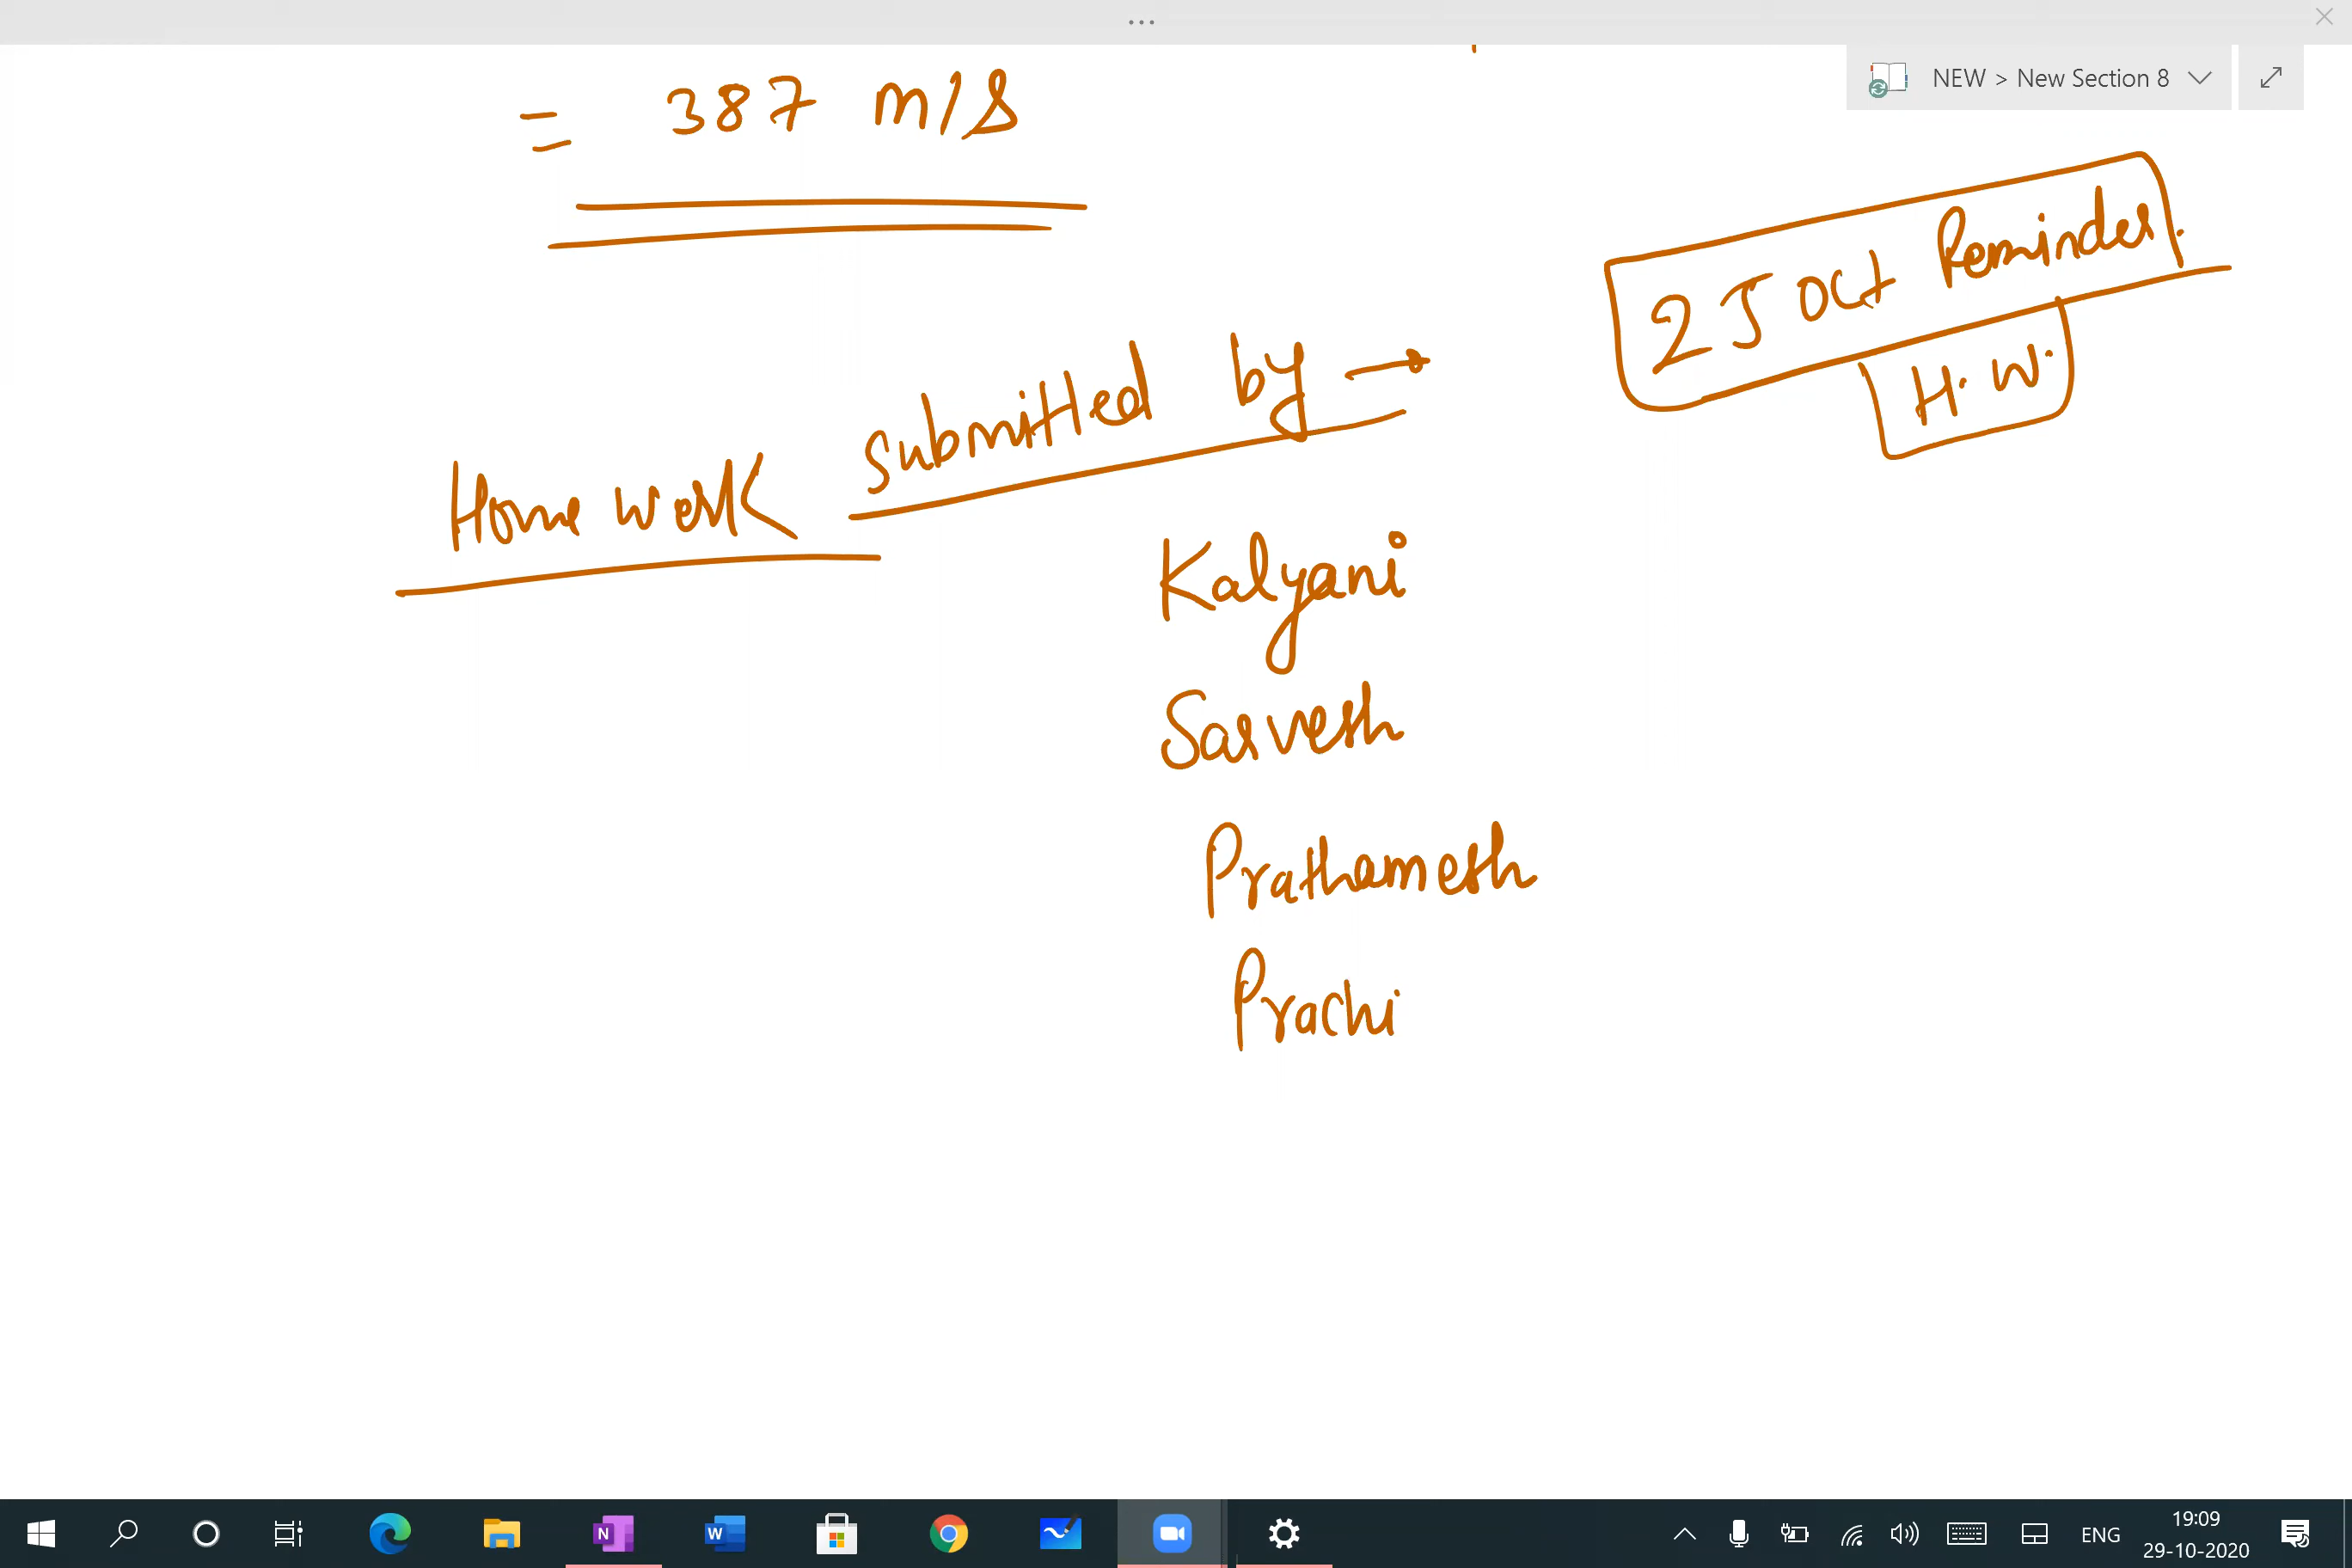 NEW > New Section 8
= 387 m/s
25 Oct Reminder.
H.W.
Home work submitted by →
Kalyani
Sarvesh
Prathamesh
Prachi
ENG
19:09
29-10-2020